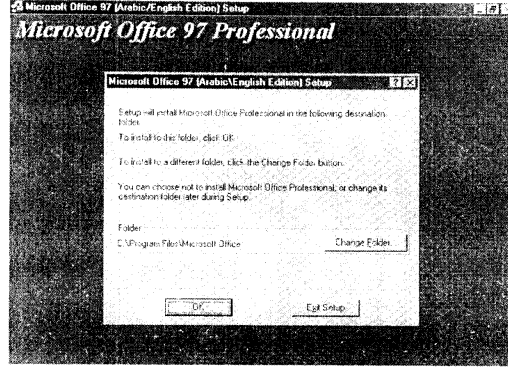 Microsoft Office 97 (Arabic/English Edition) Setup
Microsoft Office 97 Professional
Microsoft Office 97 (Arabic\English Edition) Setup
Setup will install Microsoft Office Professional in the following destination
folder.
To install to this folder, click OK.
To install to a different folder, click the Change Folder button.
You can choose not to install Microsoft Office Professional, or change its
destination folder later during Setup.
Folder
C:\Program Files\Microsoft Office
Change Folder...
OK
Exit Setup